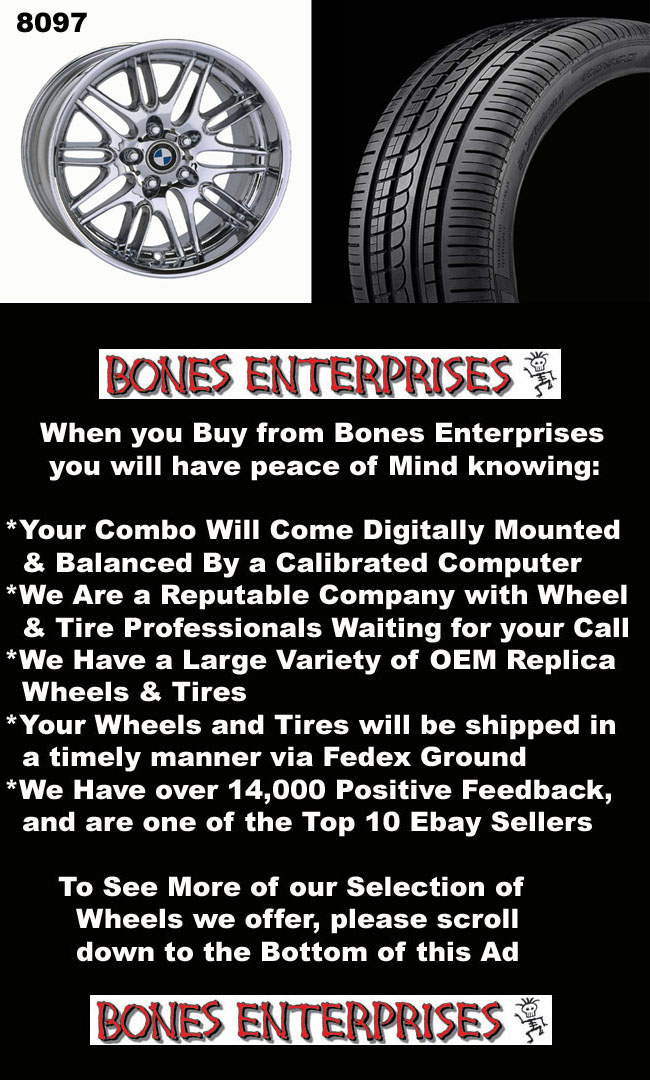 8097
BONES ENTERPRISES
When you Buy from Bones Enterprises
you will have peace of Mind knowing:
*Your Combo Will Come Digitally Mounted
& Balanced By a Calibrated Computer
*We Are a Reputable Company with Wheel
& Tire Professionals Waiting for your Call
*We Have a Large Variety of OEM Replica
Wheels & Tires
*Your Wheels and Tires will be shipped in
a timely manner via Fedex Ground
*We Have over 14,000 Positive Feedback,
and are one of the Top 10 Ebay Sellers
To See More of our Selection of
Wheels we offer, please scroll
down to the Bottom of this Ad
BONES ENTERPRISES